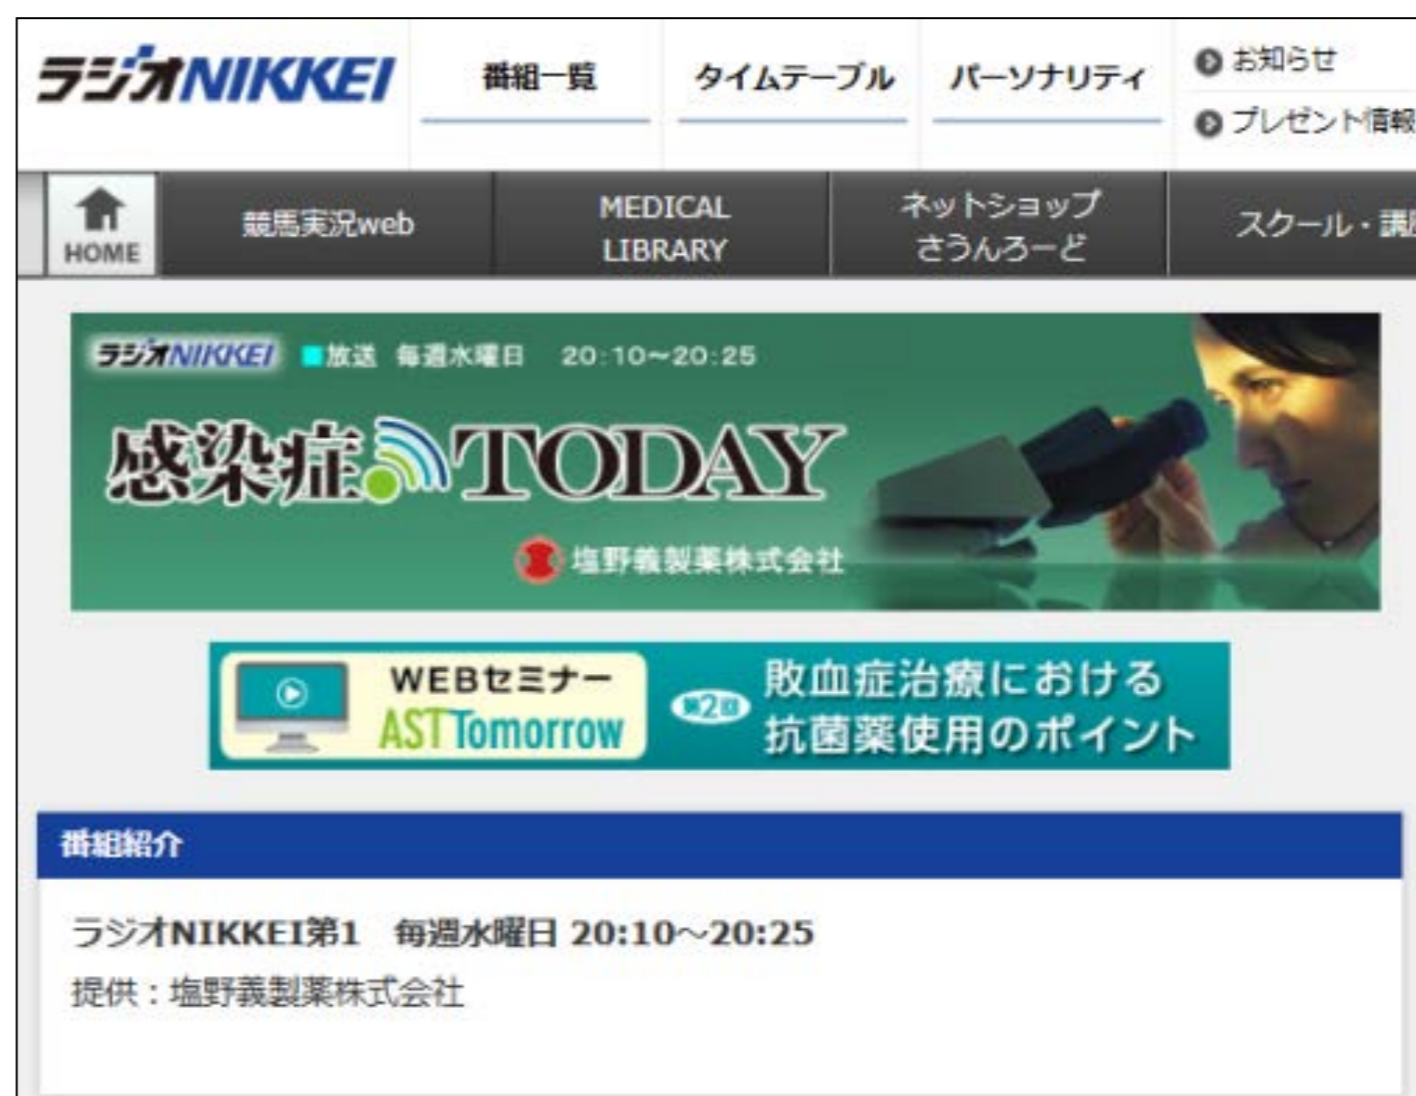 ラジオNIKKEI
番組一覧
タイムテーブル
パーソナリティ
お知らせ
プレゼント情報
HOME
競馬実況web
MEDICAL
LIBRARY
ネットショップ
さうんろーど
スクール・講
ラジオNIKKEI ■放送 毎週水曜日 20:10~20:25
感染症 TODAY
塩野義製薬株式会社
WEBセミナー
AST Tomorrow
第2回
敗血症治療における
抗菌薬使用のポイント
番組紹介
ラジオNIKKEI第1 毎週水曜日 20:10~20:25
提供：塩野義製薬株式会社